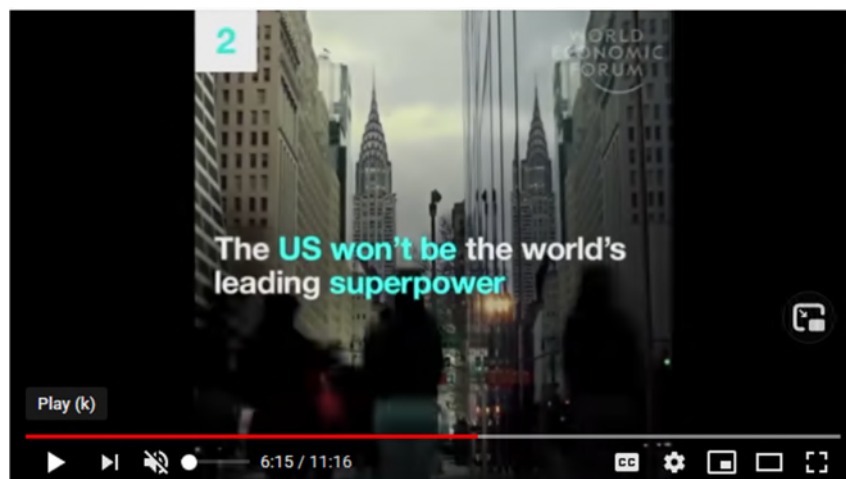 2
WORLD
ECONOMIC
FORUM
The US won't be the world's
leading superpower
Play (k)
6:15 / 11:16
CC